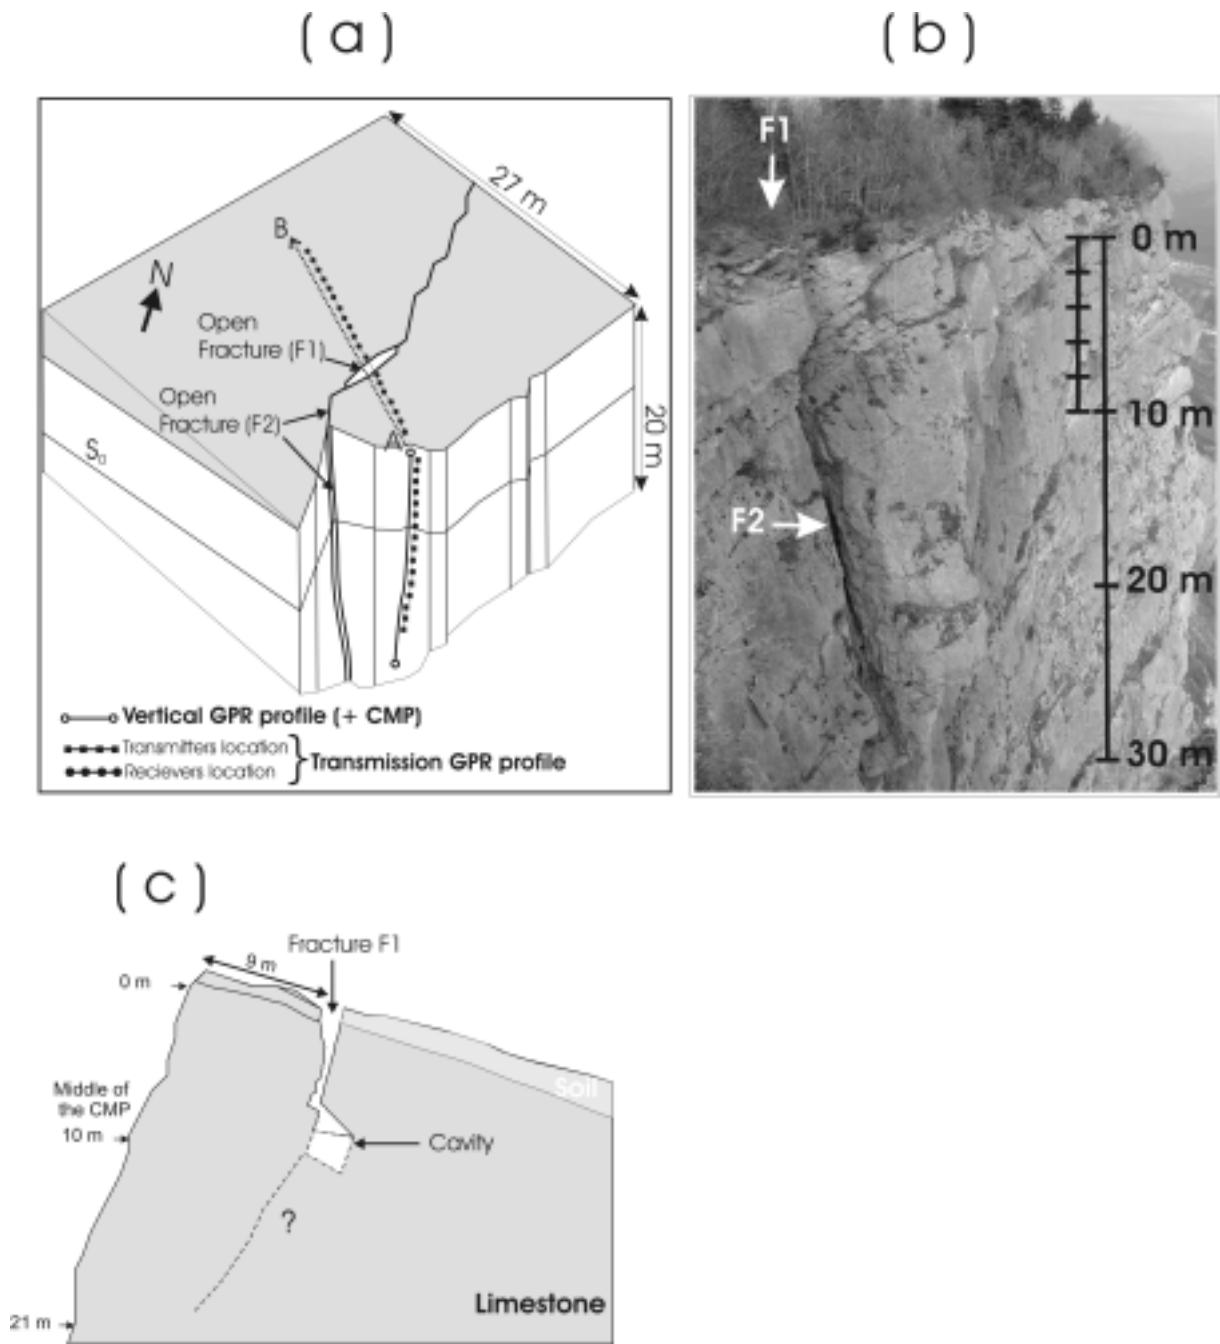 ( a )
( b )
27 m
B
N
Open
Fracture (F1)
Open
Fracture (F2)
A
S₀
20 m
Vertical GPR profile (+ CMP)
Transmitters location
Recievers location
Transmission GPR profile
F1
0 m
10 m
F2
20 m
30 m
( c )
Fracture F1
9 m
0 m
Soil
Middle of
the CMP
10 m
Cavity
?
Limestone
21 m